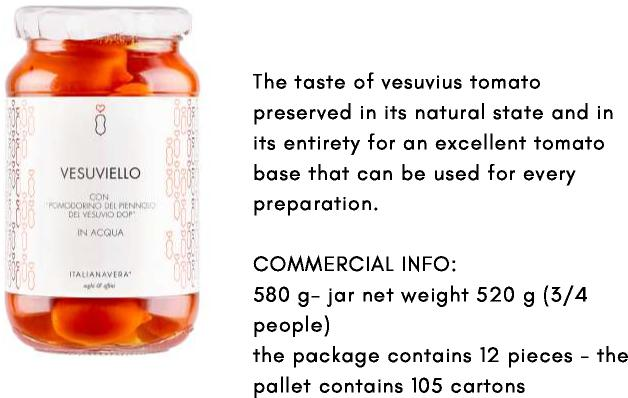 VESUVIELLO
CON
"POMODORINO DEL PIENNOLO
DEL VESUVIO DOP"
IN ACQUA
ITALIANAVERA®
sughi & affini
The taste of vesuvius tomato
preserved in its natural state and in
its entirety for an excellent tomato
base that can be used for every
preparation.
COMMERCIAL INFO:
580 g- jar net weight 520 g (3/4
people)
the package contains 12 pieces - the
pallet contains 105 cartons